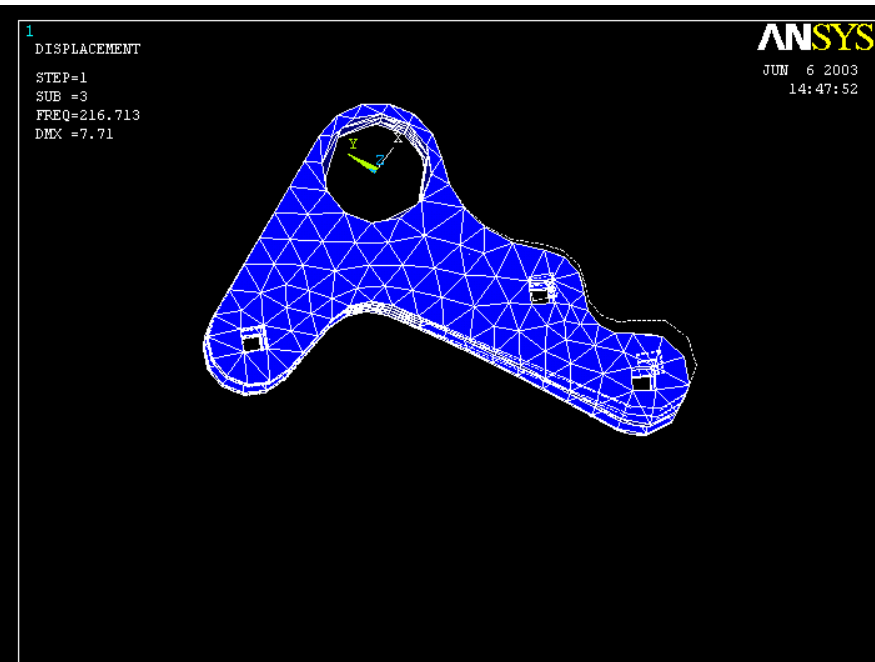 1
DISPLACEMENT
STEP=1
SUB =3
FREQ=216.713
DMX =7.71
ANSYS
JUN  6 2003
14:47:52
Y
X
Z